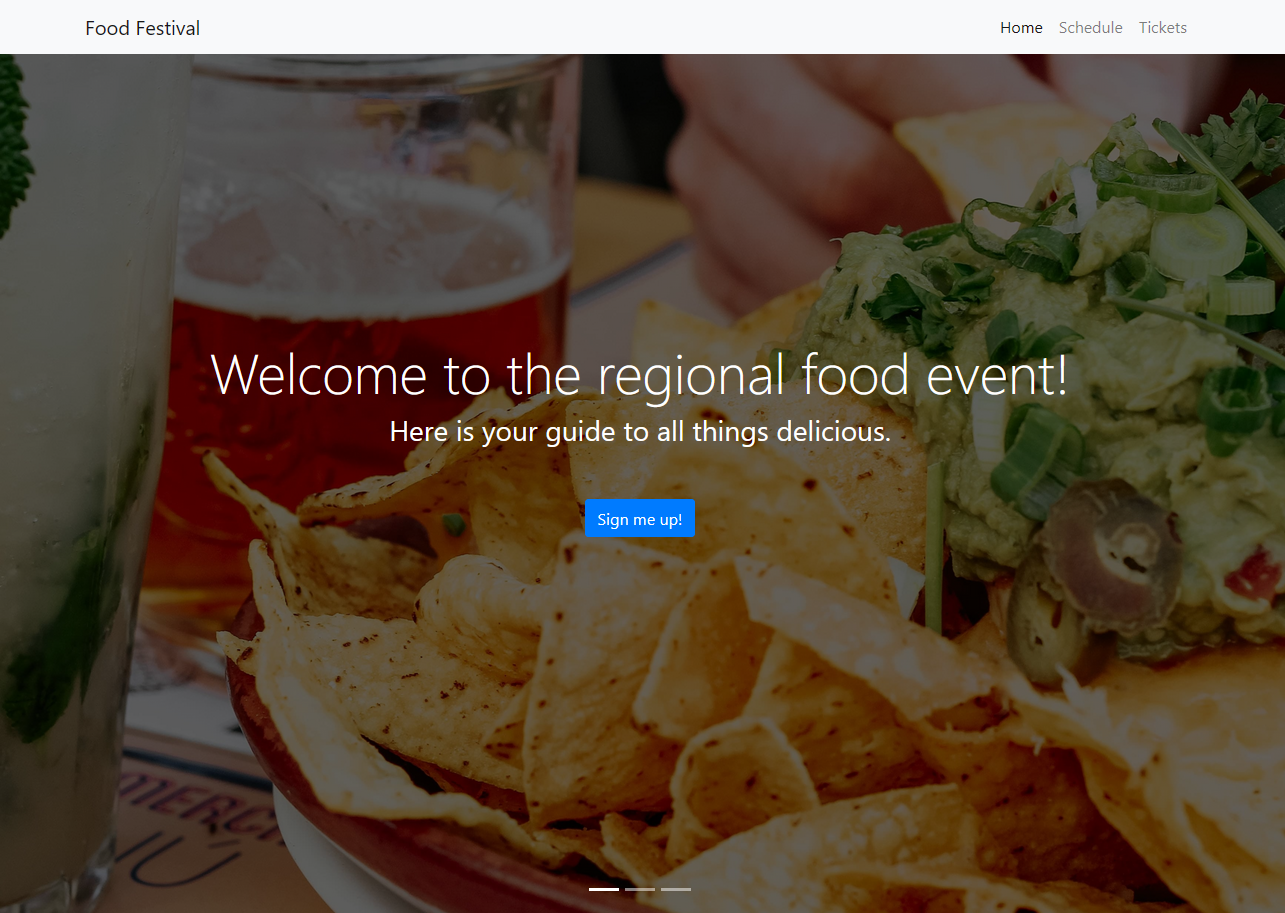 Food Festival
Home Schedule Tickets
Welcome to the regional food event!
Here is your guide to all things delicious.
Sign me up!